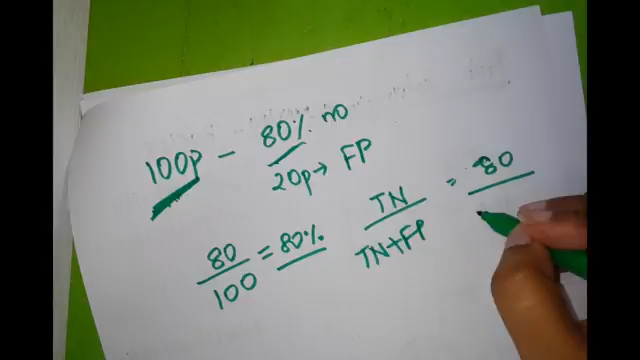 100p - 80% no
20p → FP
80/100 = 80%
TN/TN+FP = 80